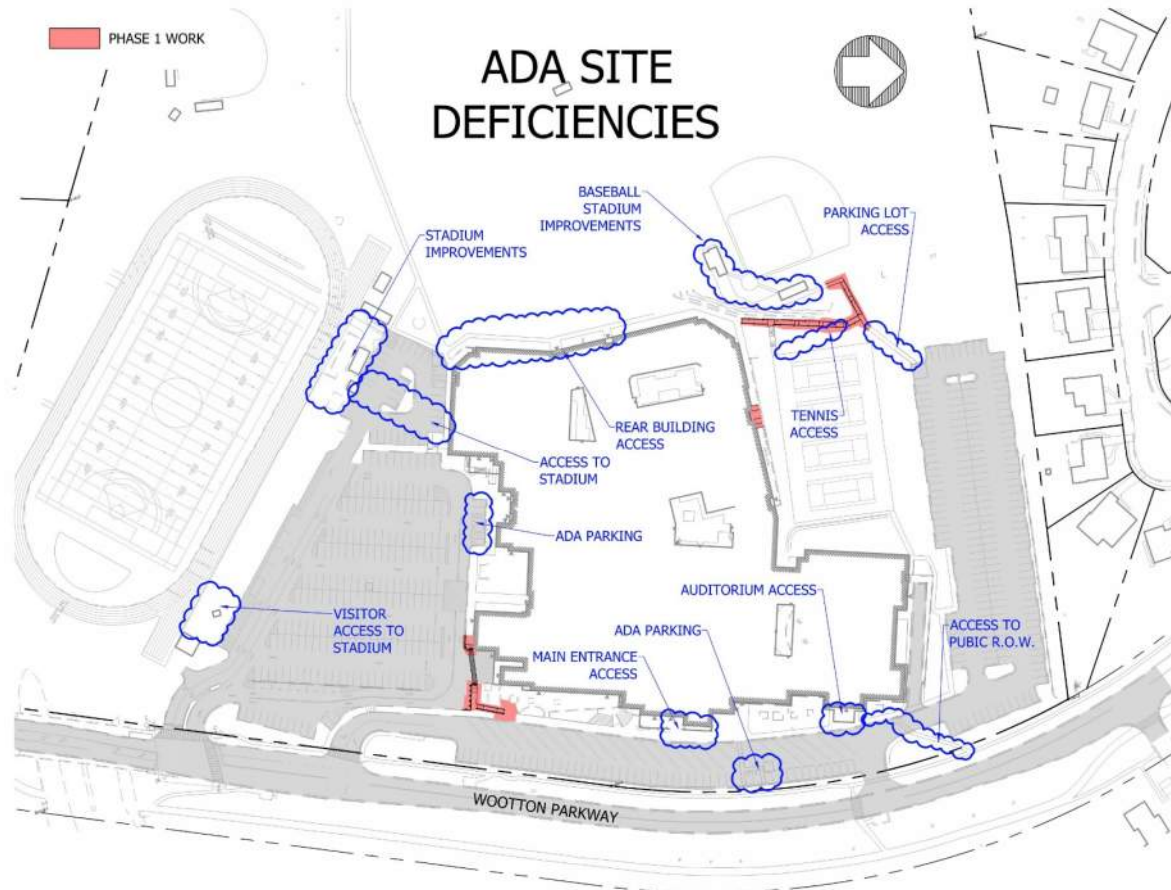 PHASE 1 WORK
ADA SITE
DEFICIENCIES
BASEBALL
STADIUM
IMPROVEMENTS
PARKING LOT
ACCESS
STADIUM
IMPROVEMENTS
REAR BUILDING
ACCESS
TENNIS
ACCESS
ACCESS TO
STADIUM
ADA PARKING
AUDITORIUM ACCESS
VISITOR
ACCESS TO
STADIUM
ADA PARKING
MAIN ENTRANCE
ACCESS
ACCESS TO
PUBIC R.O.W.
WOOTTON PARKWAY